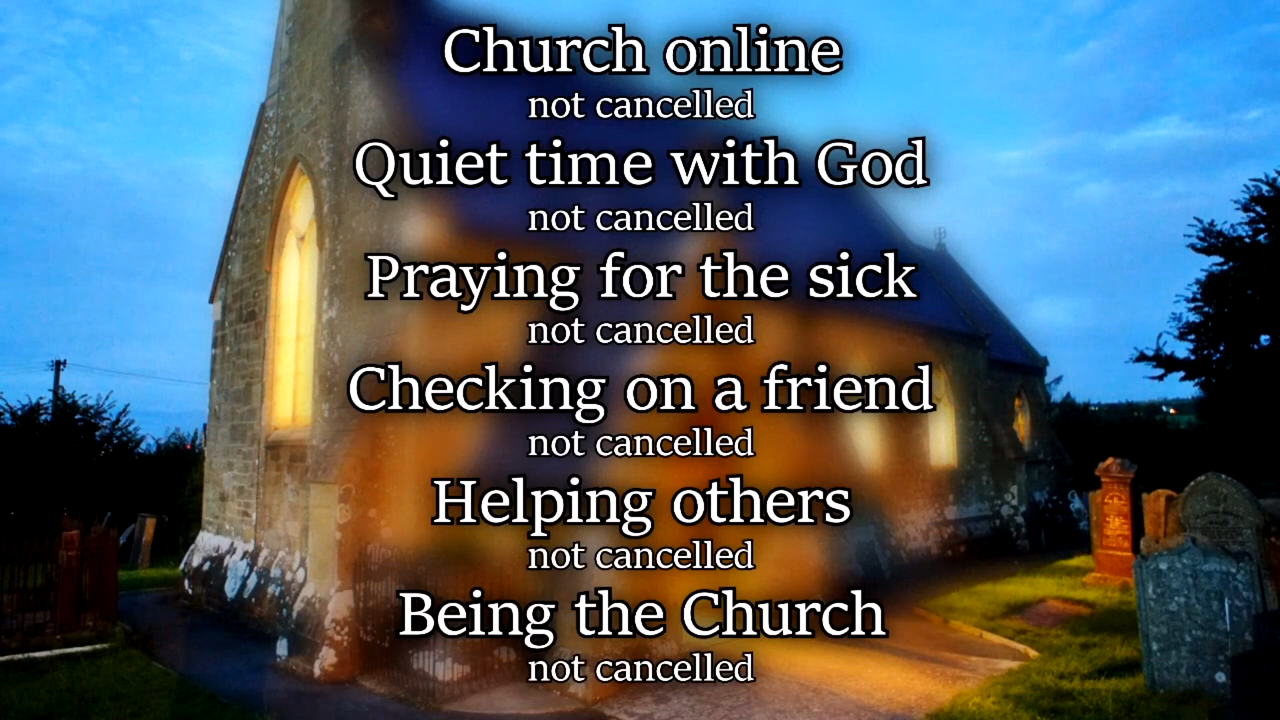 Church online
not cancelled
Quiet time with God
not cancelled
Praying for the sick
not cancelled
Checking on a friend
not cancelled
Helping others
not cancelled
Being the Church
not cancelled